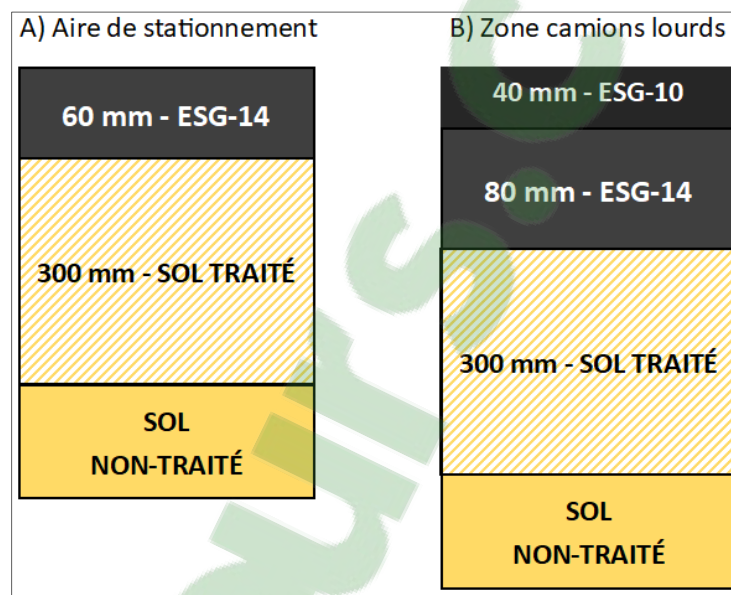 A) Aire de stationnement
60 mm - ESG-14
300 mm - SOL TRAITÉ
SOL
NON-TRAITÉ
B) Zone camions lourds
40 mm - ESG-10
80 mm - ESG-14
300 mm - SOL TRAITÉ
SOL
NON-TRAITÉ